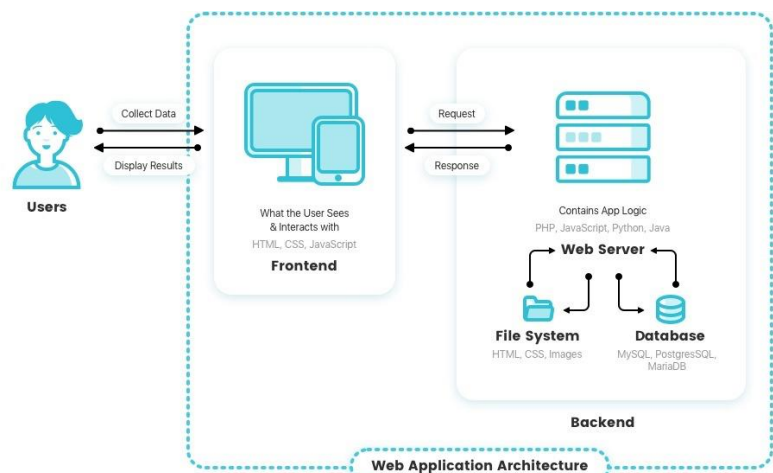 Collect Data
Display Results
Users
What the User Sees
& Interacts with
HTML, CSS, JavaScript
Frontend
Request
Response
Contains App Logic
PHP, JavaScript, Python, Java
Web Server
File System
HTML, CSS, Images
Database
MySQL, PostgresSQL,
MariaDB
Backend
Web Application Architecture